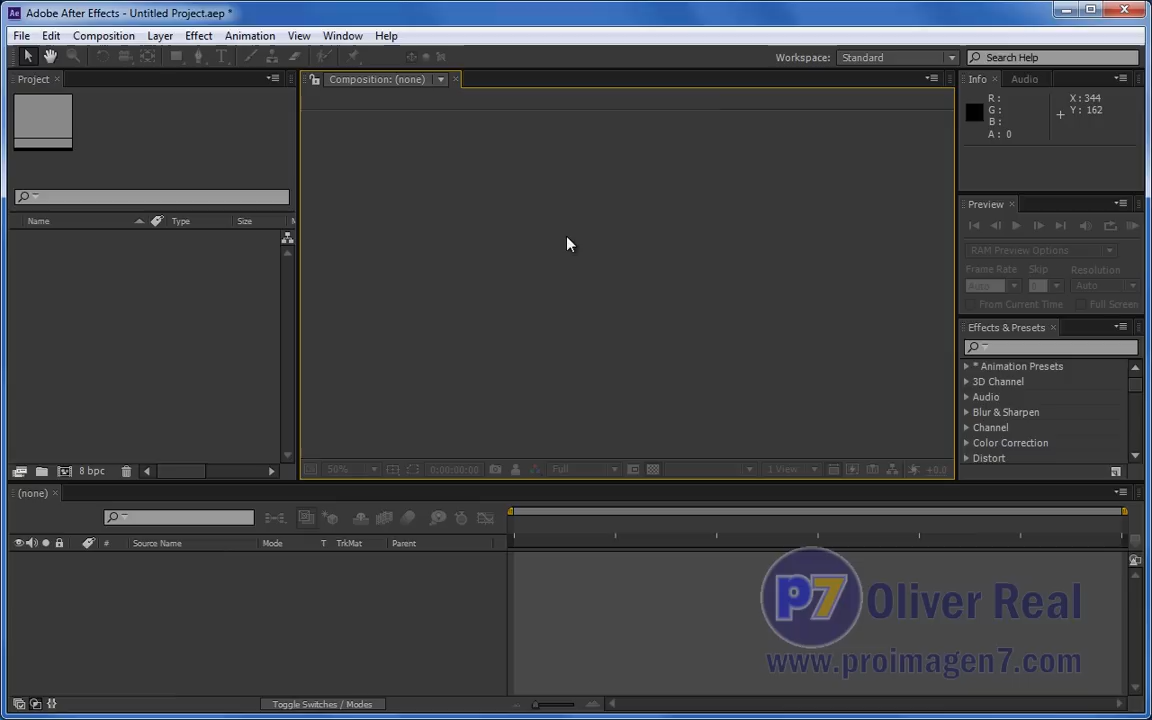 Ae Adobe After Effects - Untitled Project.aep *
File Edit Composition Layer Effect Animation View Window Help
Workspace: Standard Search Help
Project
Composition: (none)
Info Audio
R: X: 344
G: Y: 162
B:
A: 0
Preview
RAM Preview Options
Frame Rate Skip Resolution
Auto Auto
From Current Time Full Screen
Name Type Size
Effects & Presets
* Animation Presets
3D Channel
Audio
Blur & Sharpen
Channel
Color Correction
Distort
8 bpc
50% 0:00:00:00 Full 1 View +0.0
(none)
# Source Name Mode T TrkMat Parent
P7 Oliver Real
www.proimagen7.com
Toggle Switches / Modes